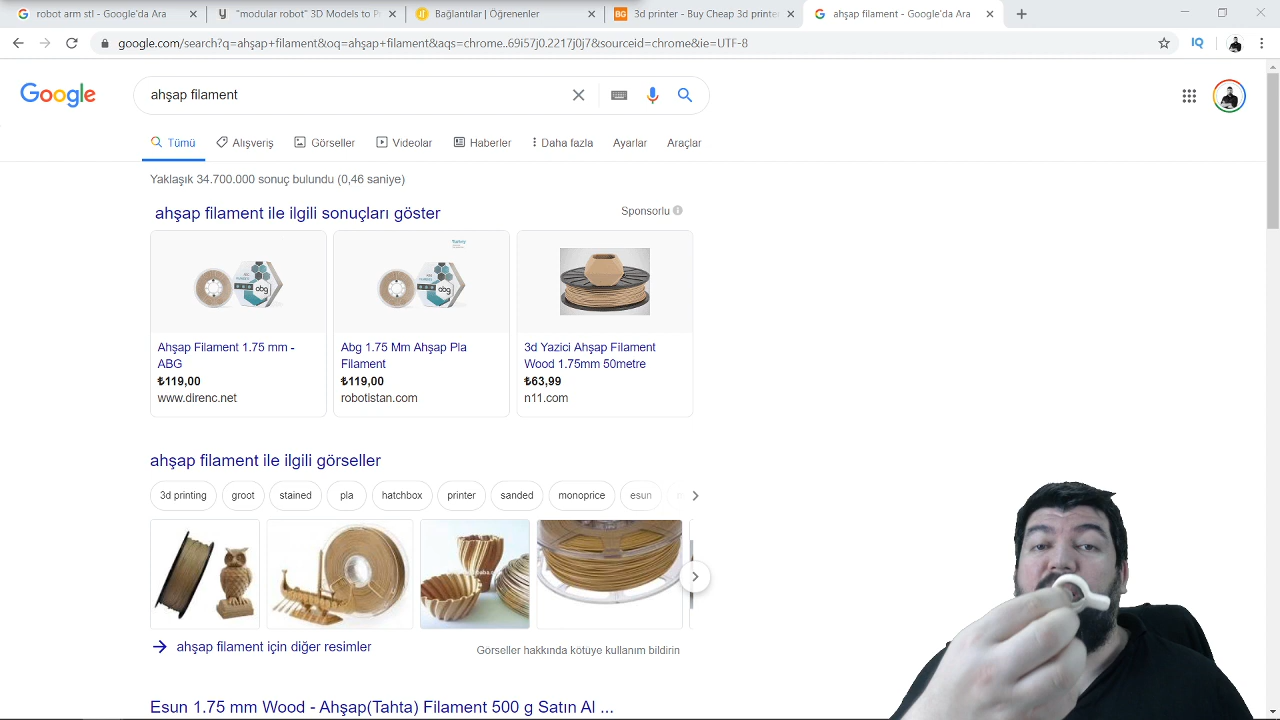 robot arm stl - Google'da Ara
"modular robot" 3D Models to Pr
Bağlantılar | Öğrenenler
3d printer - Buy Cheap 3d printer
ahşap filament - Google'da Ara
google.com/search?q=ahşap+filament&oq=ahşap+filament&aqs=chrome..69i57j0.2217j0j7&sourceid=chrome&ie=UTF-8
IQ
Google
ahşap filament
Tümü
Alışveriş
Görseller
Videolar
Haberler
Daha fazla
Ayarlar
Araçlar
Yaklaşık 34.700.000 sonuç bulundu (0,46 saniye)
ahşap filament ile ilgili sonuçları göster
Sponsorlu
abg
abg
Ahşap Filament 1.75 mm -
ABG
₺119,00
www.direnc.net
Abg 1.75 Mm Ahşap Pla
Filament
₺119,00
robotistan.com
3d Yazici Ahşap Filament
Wood 1.75mm 50metre
₺63,99
n11.com
ahşap filament ile ilgili görseller
3d printing
groot
stained
pla
hatchbox
printer
sanded
monoprice
esun
ahşap filament için diğer resimler
Görseller hakkında kötüye kullanım bildirin
Esun 1.75 mm Wood - Ahşap(Tahta) Filament 500 g Satın Al ...